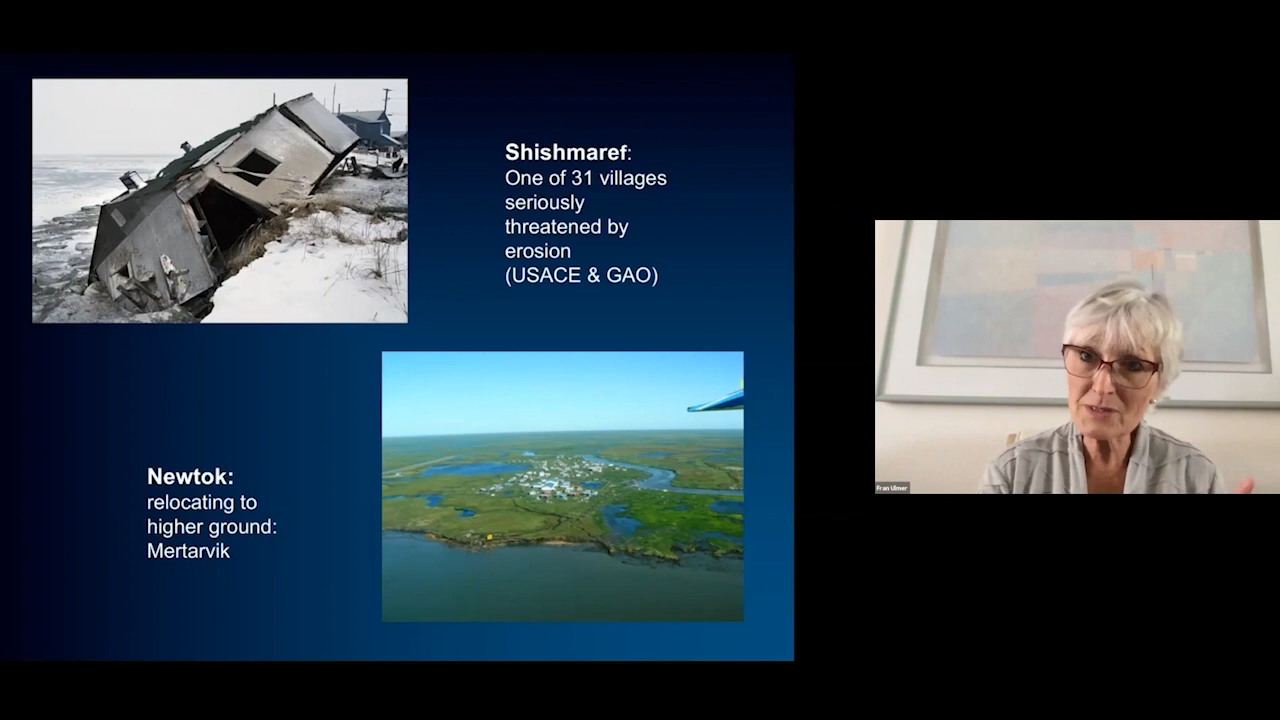 Shishmaref:
One of 31 villages
seriously
threatened by
erosion
(USACE & GAO)
Newtok:
relocating to
higher ground:
Mertarvik
Fran Ulmer